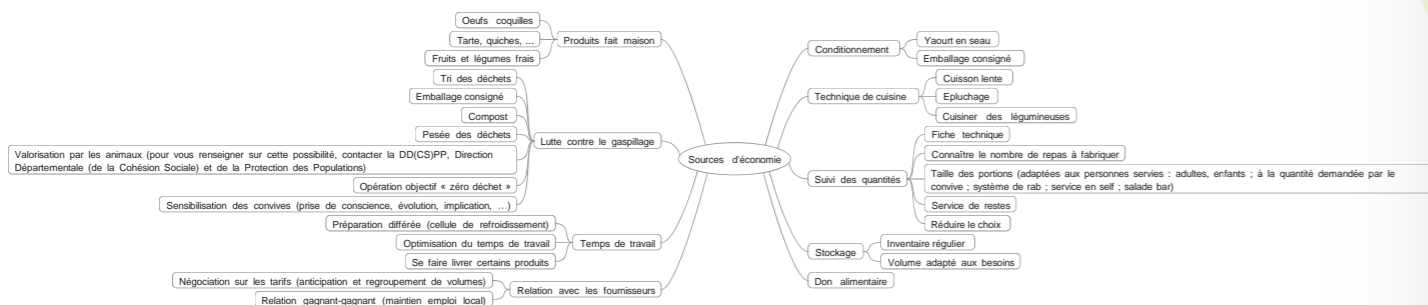 Sources d'économie
Produits fait maison
Oeufs coquilles
Tarte, quiches, ...
Fruits et légumes frais
Lutte contre le gaspillage
Tri des déchets
Emballage consigné
Compost
Pesée des déchets
Valorisation par les animaux (pour vous renseigner sur cette possibilité, contacter la DD(CS)PP, Direction
Départementale (de la Cohésion Sociale) et de la Protection des Populations)
Opération objectif « zéro déchet »
Sensibilisation des convives (prise de conscience, évolution, implication, ...)
Temps de travail
Préparation différée (cellule de refroidissement)
Optimisation du temps de travail
Se faire livrer certains produits
Relation avec les fournisseurs
Négociation sur les tarifs (anticipation et regroupement de volumes)
Relation gagnant-gagnant (maintien emploi local)
Conditionnement
Yaourt en seau
Emballage consigné
Technique de cuisine
Cuisson lente
Epluchage
Cuisiner des légumineuses
Suivi des quantités
Fiche technique
Connaître le nombre de repas à fabriquer
Taille des portions (adaptées aux personnes servies : adultes, enfants ; à la quantité demandée par le
convive ; système de rab ; service en self ; salade bar)
Service de restes
Réduire le choix
Stockage
Inventaire régulier
Volume adapté aux besoins
Don alimentaire